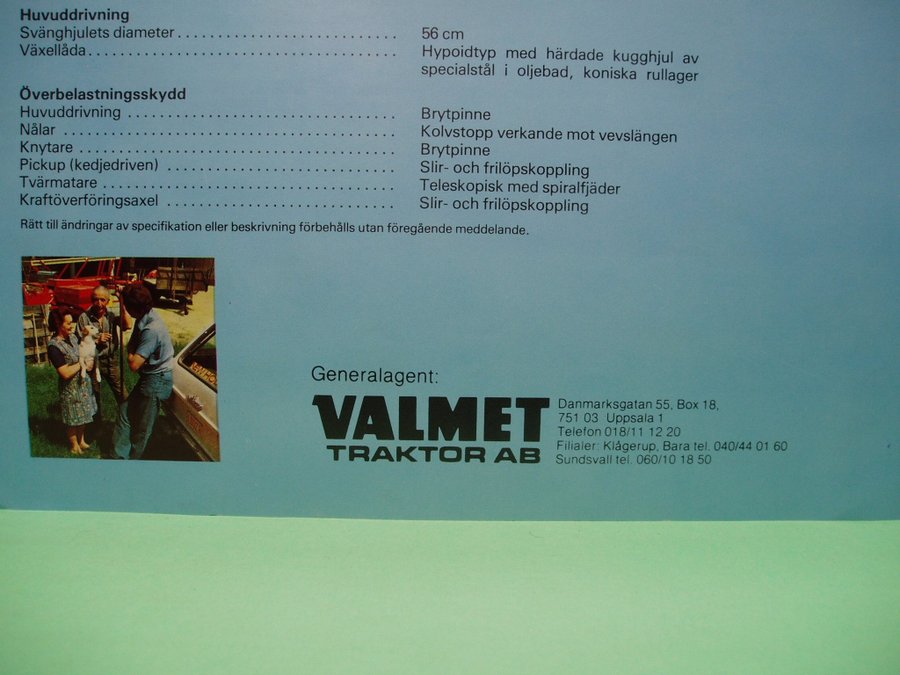 Huvuddrivning
Svänghjulets diameter . . . . . . . . . . . . . . . . . . . . . . . . . . . 56 cm
Växellåda . . . . . . . . . . . . . . . . . . . . . . . . . . . . . . . . . . . . . . Hypoidtyp med härdade kugghjul av
specialstål i oljebad, koniska rullager
Överbelastningsskydd
Huvuddrivning . . . . . . . . . . . . . . . . . . . . . . . . . . . . . . . . . Brytpinne
Nålar . . . . . . . . . . . . . . . . . . . . . . . . . . . . . . . . . . . . . . . . . Kolvstopp verkande mot vevslängen
Knytare . . . . . . . . . . . . . . . . . . . . . . . . . . . . . . . . . . . . . . . Brytpinne
Pickup (kedjedriven) . . . . . . . . . . . . . . . . . . . . . . . . . . . . Slir- och frilöpskoppling
Tvärmatare . . . . . . . . . . . . . . . . . . . . . . . . . . . . . . . . . . . . Teleskopisk med spiralfjäder
Kraftöverföringsaxel . . . . . . . . . . . . . . . . . . . . . . . . . . . . Slir- och frilöpskoppling
Rätt till ändringar av specifikation eller beskrivning förbehålls utan föregående meddelande.
Generalagent:
VALMET
TRAKTOR AB
Danmarksgatan 55, Box 18,
751 03 Uppsala 1
Telefon 018/11 12 20
Filialer: Klågerup, Bara tel. 040/44 01 60
Sundsvall tel. 060/10 18 50